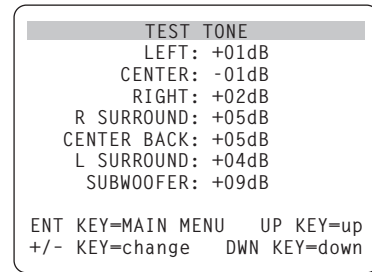 TEST TONE
LEFT: +01dB
CENTER: -01dB
RIGHT: +02dB
R SURROUND: +05dB
CENTER BACK: +05dB
L SURROUND: +04dB
SUBWOOFER: +09dB
ENT KEY=MAIN MENU UP KEY=up
+/- KEY=change DWN KEY=down